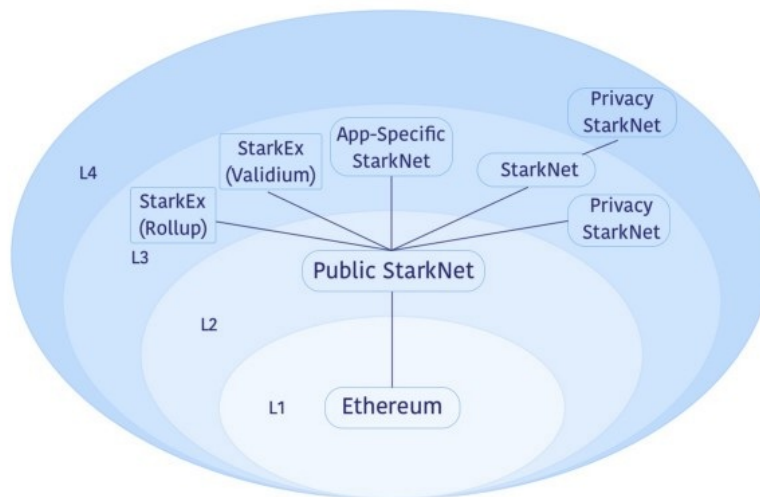 Privacy
StarkNet
App-Specific
StarkNet
StarkEx
(Validium)
StarkNet
L4
StarkEx
(Rollup)
Privacy
StarkNet
L3
Public StarkNet
L2
L1
Ethereum